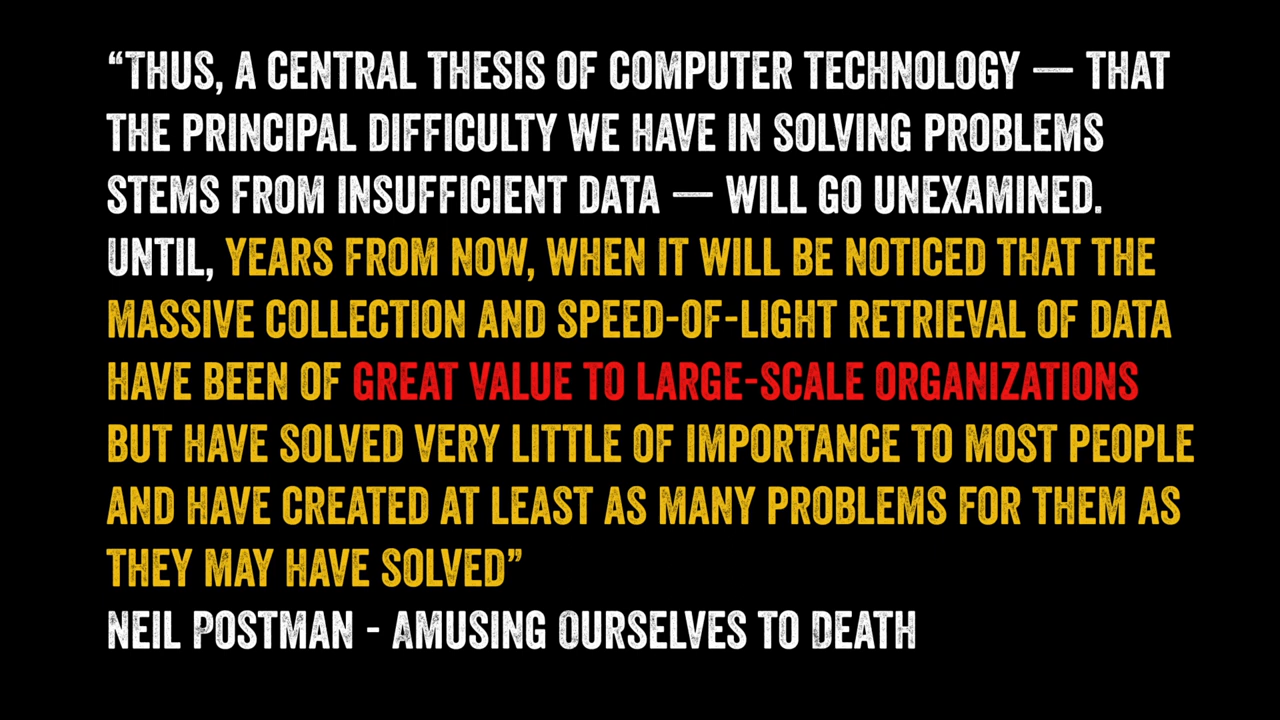 “THUS, A CENTRAL THESIS OF COMPUTER TECHNOLOGY — THAT
THE PRINCIPAL DIFFICULTY WE HAVE IN SOLVING PROBLEMS
STEMS FROM INSUFFICIENT DATA — WILL GO UNEXAMINED.
UNTIL, YEARS FROM NOW, WHEN IT WILL BE NOTICED THAT THE
MASSIVE COLLECTION AND SPEED-OF-LIGHT RETRIEVAL OF DATA
HAVE BEEN OF GREAT VALUE TO LARGE-SCALE ORGANIZATIONS
BUT HAVE SOLVED VERY LITTLE OF IMPORTANCE TO MOST PEOPLE
AND HAVE CREATED AT LEAST AS MANY PROBLEMS FOR THEM AS
THEY MAY HAVE SOLVED”
NEIL POSTMAN - AMUSING OURSELVES TO DEATH